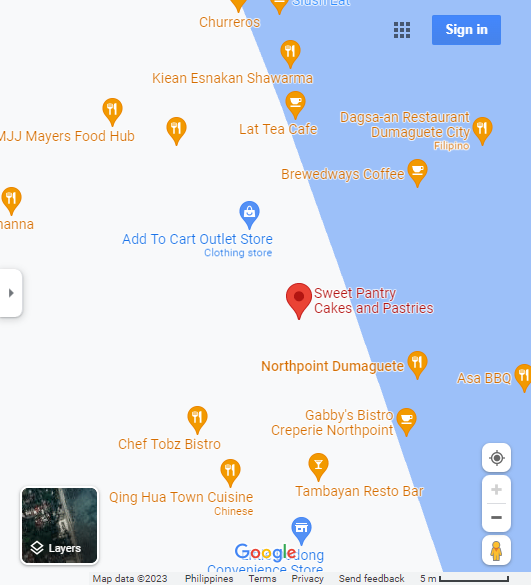 Slush Eat
Churreros
Sign in
Kiean Esnakan Shawarma
Lat Tea Cafe
Dagsa-an Restaurant
Dumaguete City
Filipino
MJJ Mayers Food Hub
Brewedways Coffee
Add To Cart Outlet Store
Clothing store
Sweet Pantry
Cakes and Pastries
Northpoint Dumaguete
Asa BBQ
Gabby's Bistro
Creperie Northpoint
Chef Tobz Bistro
Qing Hua Town Cuisine
Chinese
Tambayan Resto Bar
Layers
Google
Convenience Store
Map data ©2023
Philippines
Terms
Privacy
Send feedback
5 m